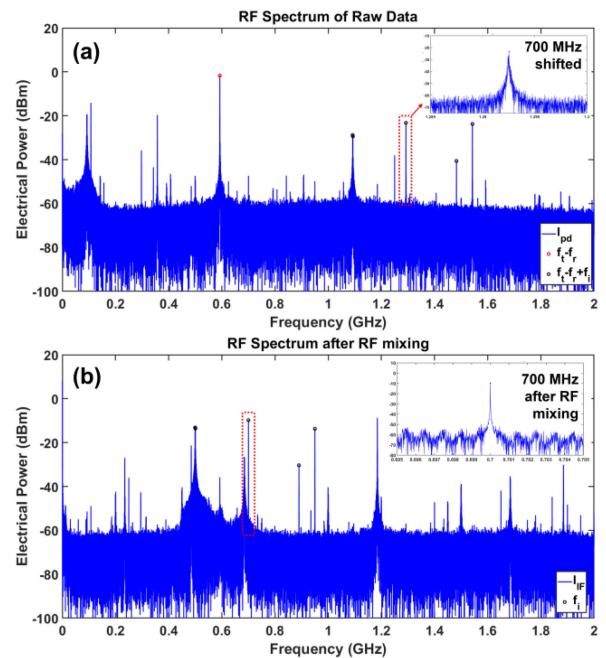 RF Spectrum of Raw Data
(a)
700 MHz
shifted
Electrical Power (dBm)
20
0
-20
-40
-60
-80
-100
I_pd
f_t-f_r
f_t-f_r+f_i
0 0.2 0.4 0.6 0.8 1 1.2 1.4 1.6 1.8 2
Frequency (GHz)
RF Spectrum after RF mixing
(b)
700 MHz
after RF
mixing
Electrical Power (dBm)
20
0
-20
-40
-60
-80
-100
I_IF
f_i
0 0.2 0.4 0.6 0.8 1 1.2 1.4 1.6 1.8 2
Frequency (GHz)